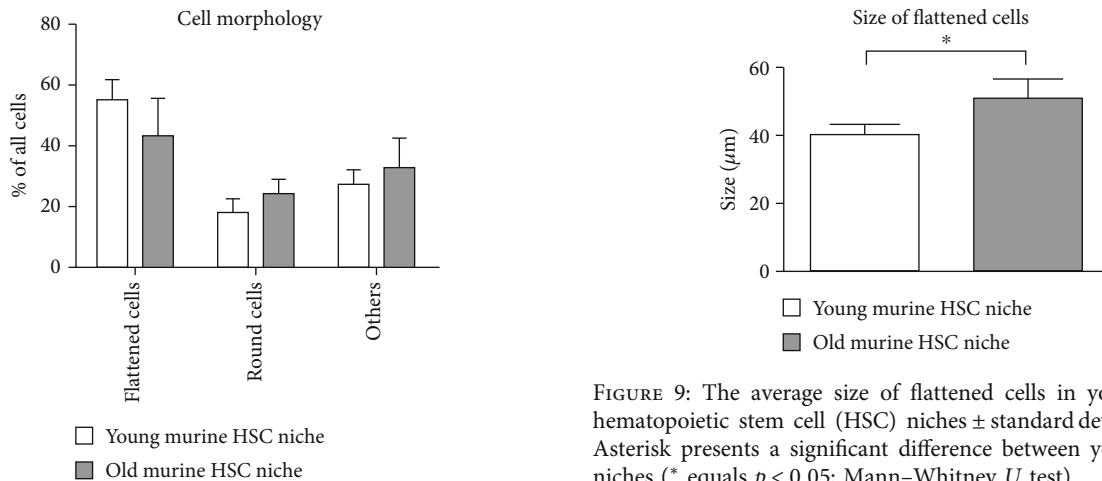 Cell morphology
% of all cells
80
60
40
20
0
Flattened cells
Round cells
Others
Young murine HSC niche
Old murine HSC niche
Size of flattened cells
*
Size (μm)
60
40
20
0
Young murine HSC niche
Old murine HSC niche
FIGURE 9: The average size of flattened cells in yo
hematopoietic stem cell (HSC) niches ± standard dev
Asterisk presents a significant difference between yo
niches (* equals p < 0.05; Mann–Whitney U test)